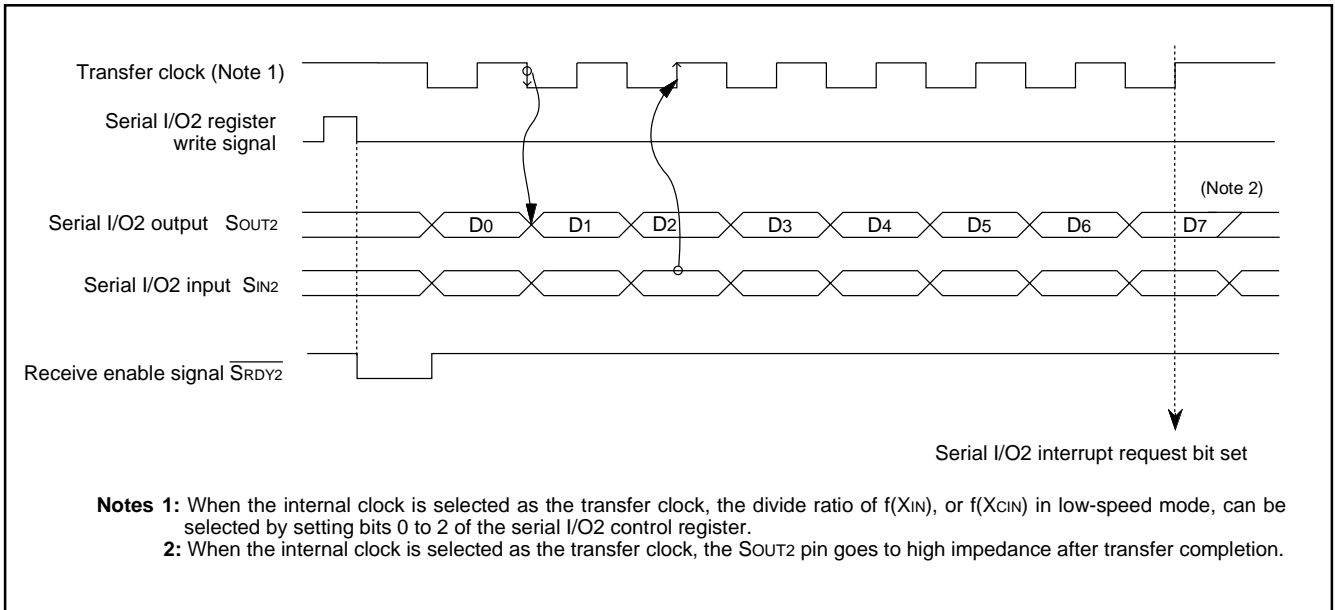 Transfer clock (Note 1)
Serial I/O2 register
write signal
(Note 2)
Serial I/O2 output SOUT2
D0 D1 D2 D3 D4 D5 D6 D7
Serial I/O2 input SIN2
Receive enable signal SRDY2
Serial I/O2 interrupt request bit set
Notes 1: When the internal clock is selected as the transfer clock, the divide ratio of f(XIN), or f(XCIN) in low-speed mode, can be
selected by setting bits 0 to 2 of the serial I/O2 control register.
2: When the internal clock is selected as the transfer clock, the SOUT2 pin goes to high impedance after transfer completion.